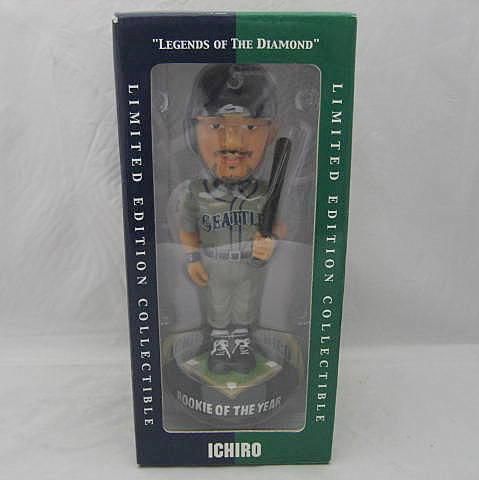 "LEGENDS OF THE DIAMOND"
LIMITED EDITION COLLECTIBLE
LIMITED EDITION COLLECTIBLE
S
SEATTLE
ROOKIE OF THE YEAR
ICHIRO